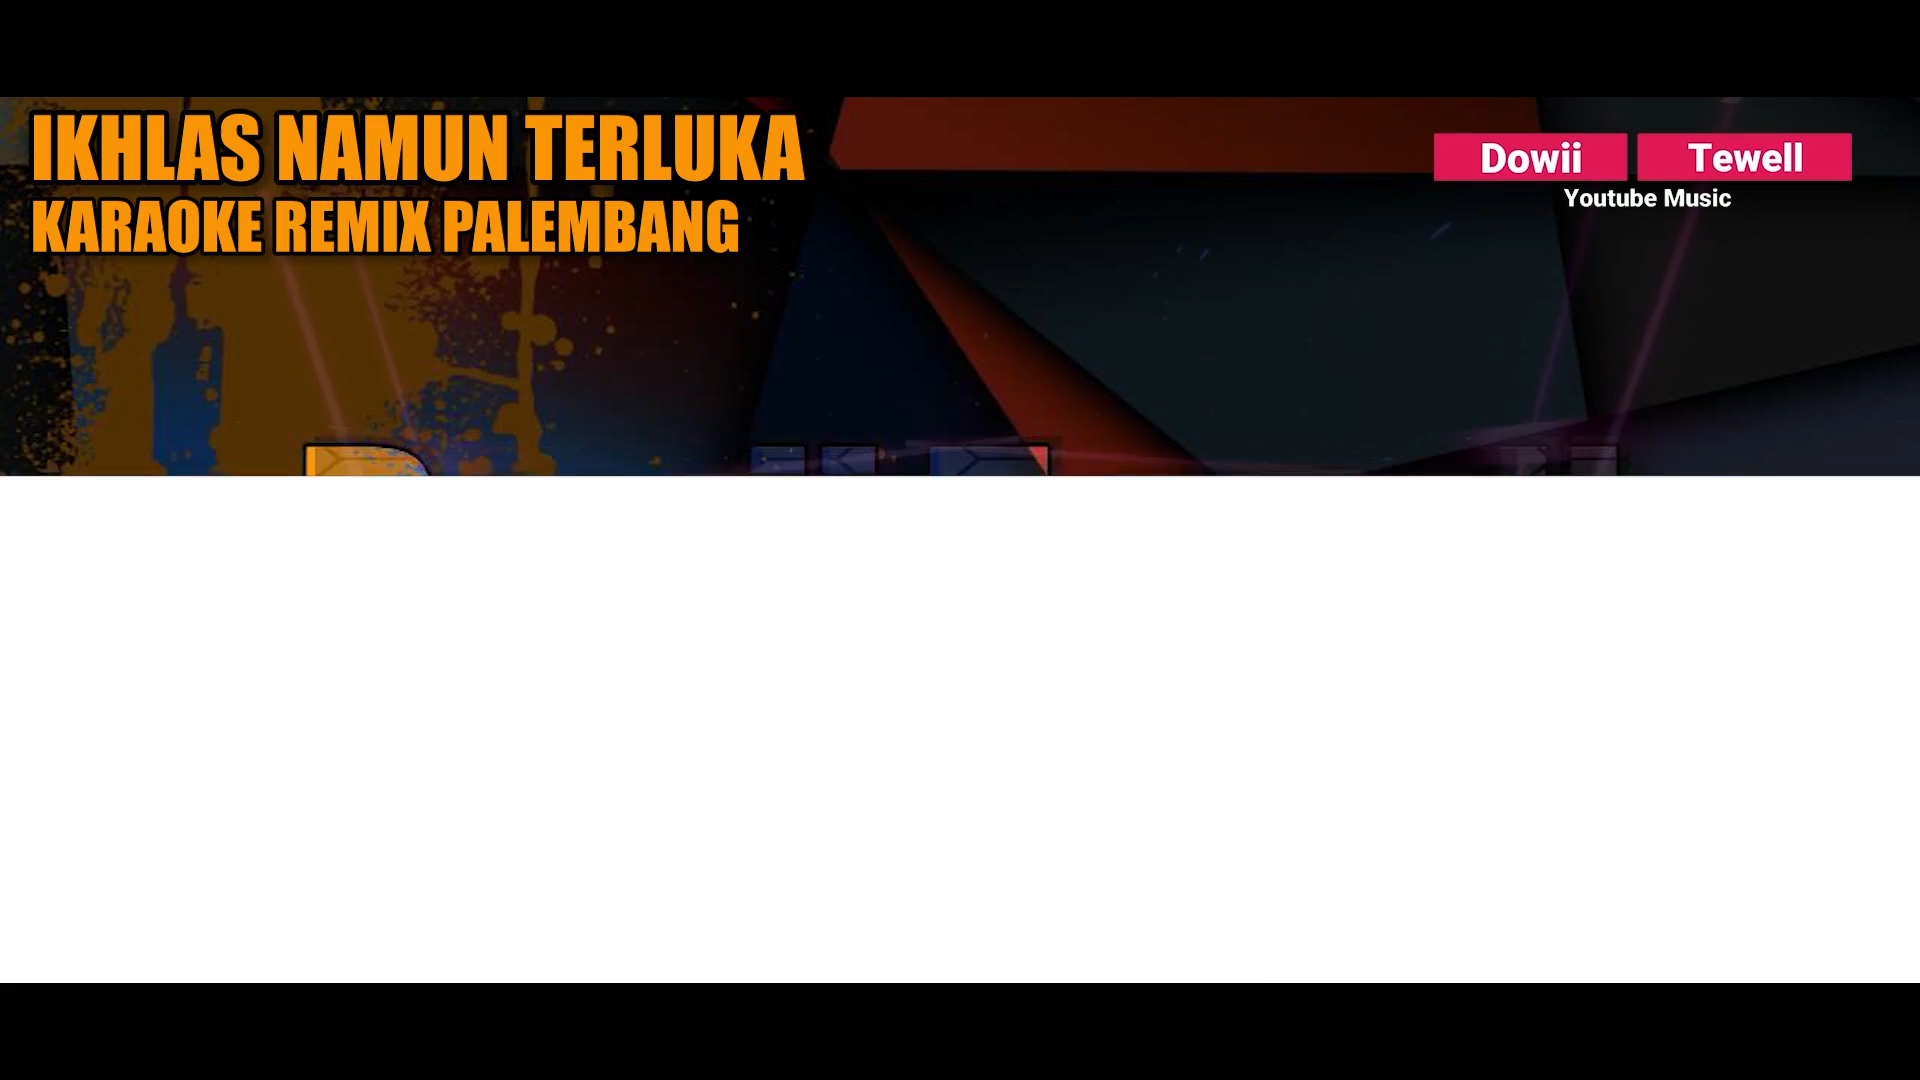 IKHLAS NAMUN TERLUKA
KARAOKE REMIX PALEMBANG
Dowii Tewell
Youtube Music